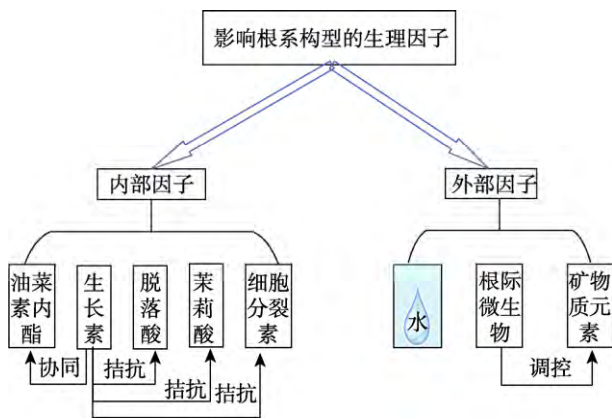 影响根系构型的生理因子
内部因子
外部因子
油菜
素内
酯
生
长
素
脱
落
酸
茉
莉
酸
细胞
分裂
素
水
根际
微生
物
矿物
质元
素
协同
拮抗
拮抗
拮抗
调控